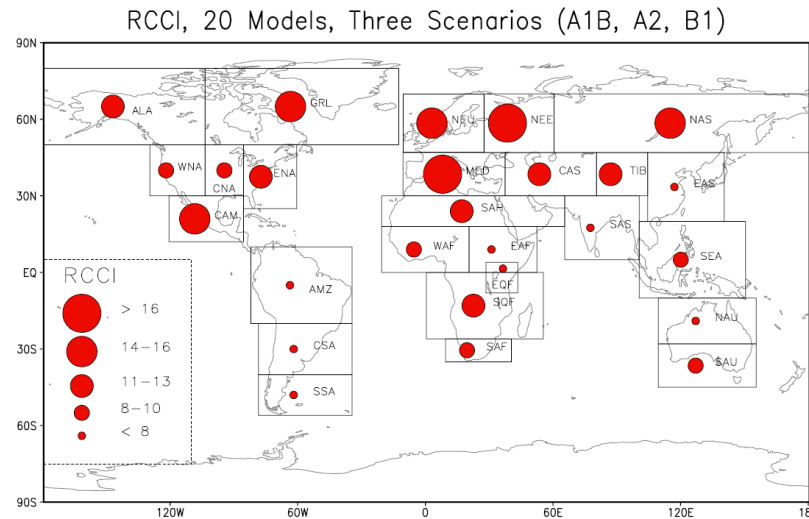 RCCI, 20 Models, Three Scenarios (A1B, A2, B1)
90N
60N
30N
EQ
30S
60S
90S
ALA
GRL
NEU
NEE
NAS
WNA
CNA
ENA
MED
CAS
TIB
EAS
CAM
SAH
SAS
WAF
EAF
SEA
EQF
AMZ
SQF
NAU
CSA
SAF
SAU
SSA
RCCI
> 16
14-16
11-13
8-10
< 8
120W
60W
0
60E
120E
18